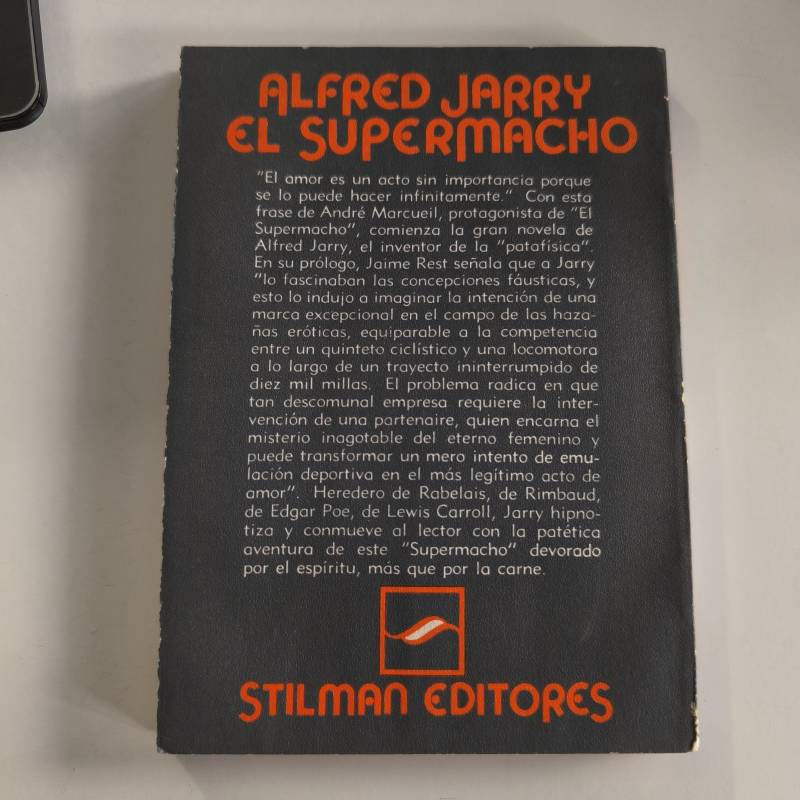 ALFRED JARRY
EL SUPERMACHO
"El amor es un acto sin importancia porque
se lo puede hacer infinitamente." Con esta
frase de André Marcueil, protagonista de "El
Supermacho", comienza la gran novela de
Alfred Jarry, el inventor de la "patafísica".
En su prólogo, Jaime Rest señala que a Jarry
"lo fascinaban las concepciones fáusticas, y
esto lo indujo a imaginar la intención de una
marca excepcional en el campo de las haza-
ñas eróticas, equiparable a la competencia
entre un quinteto ciclístico y una locomotora
a lo largo de un trayecto ininterrumpido de
diez mil millas. El problema radica en que
tan descomunal empresa requiere la inter-
vención de una partenaire, quien encarna el
misterio inagotable del eterno femenino y
puede transformar un mero intento de emu-
lación deportiva en el más legítimo acto de
amor". Heredero de Rabelais, de Rimbaud,
de Edgar Poe, de Lewis Carroll, Jarry hipno-
tiza y conmueve al lector con la patética
aventura de este "Supermacho" devorado
por el espíritu, más que por la carne.
STILMAN EDITORES